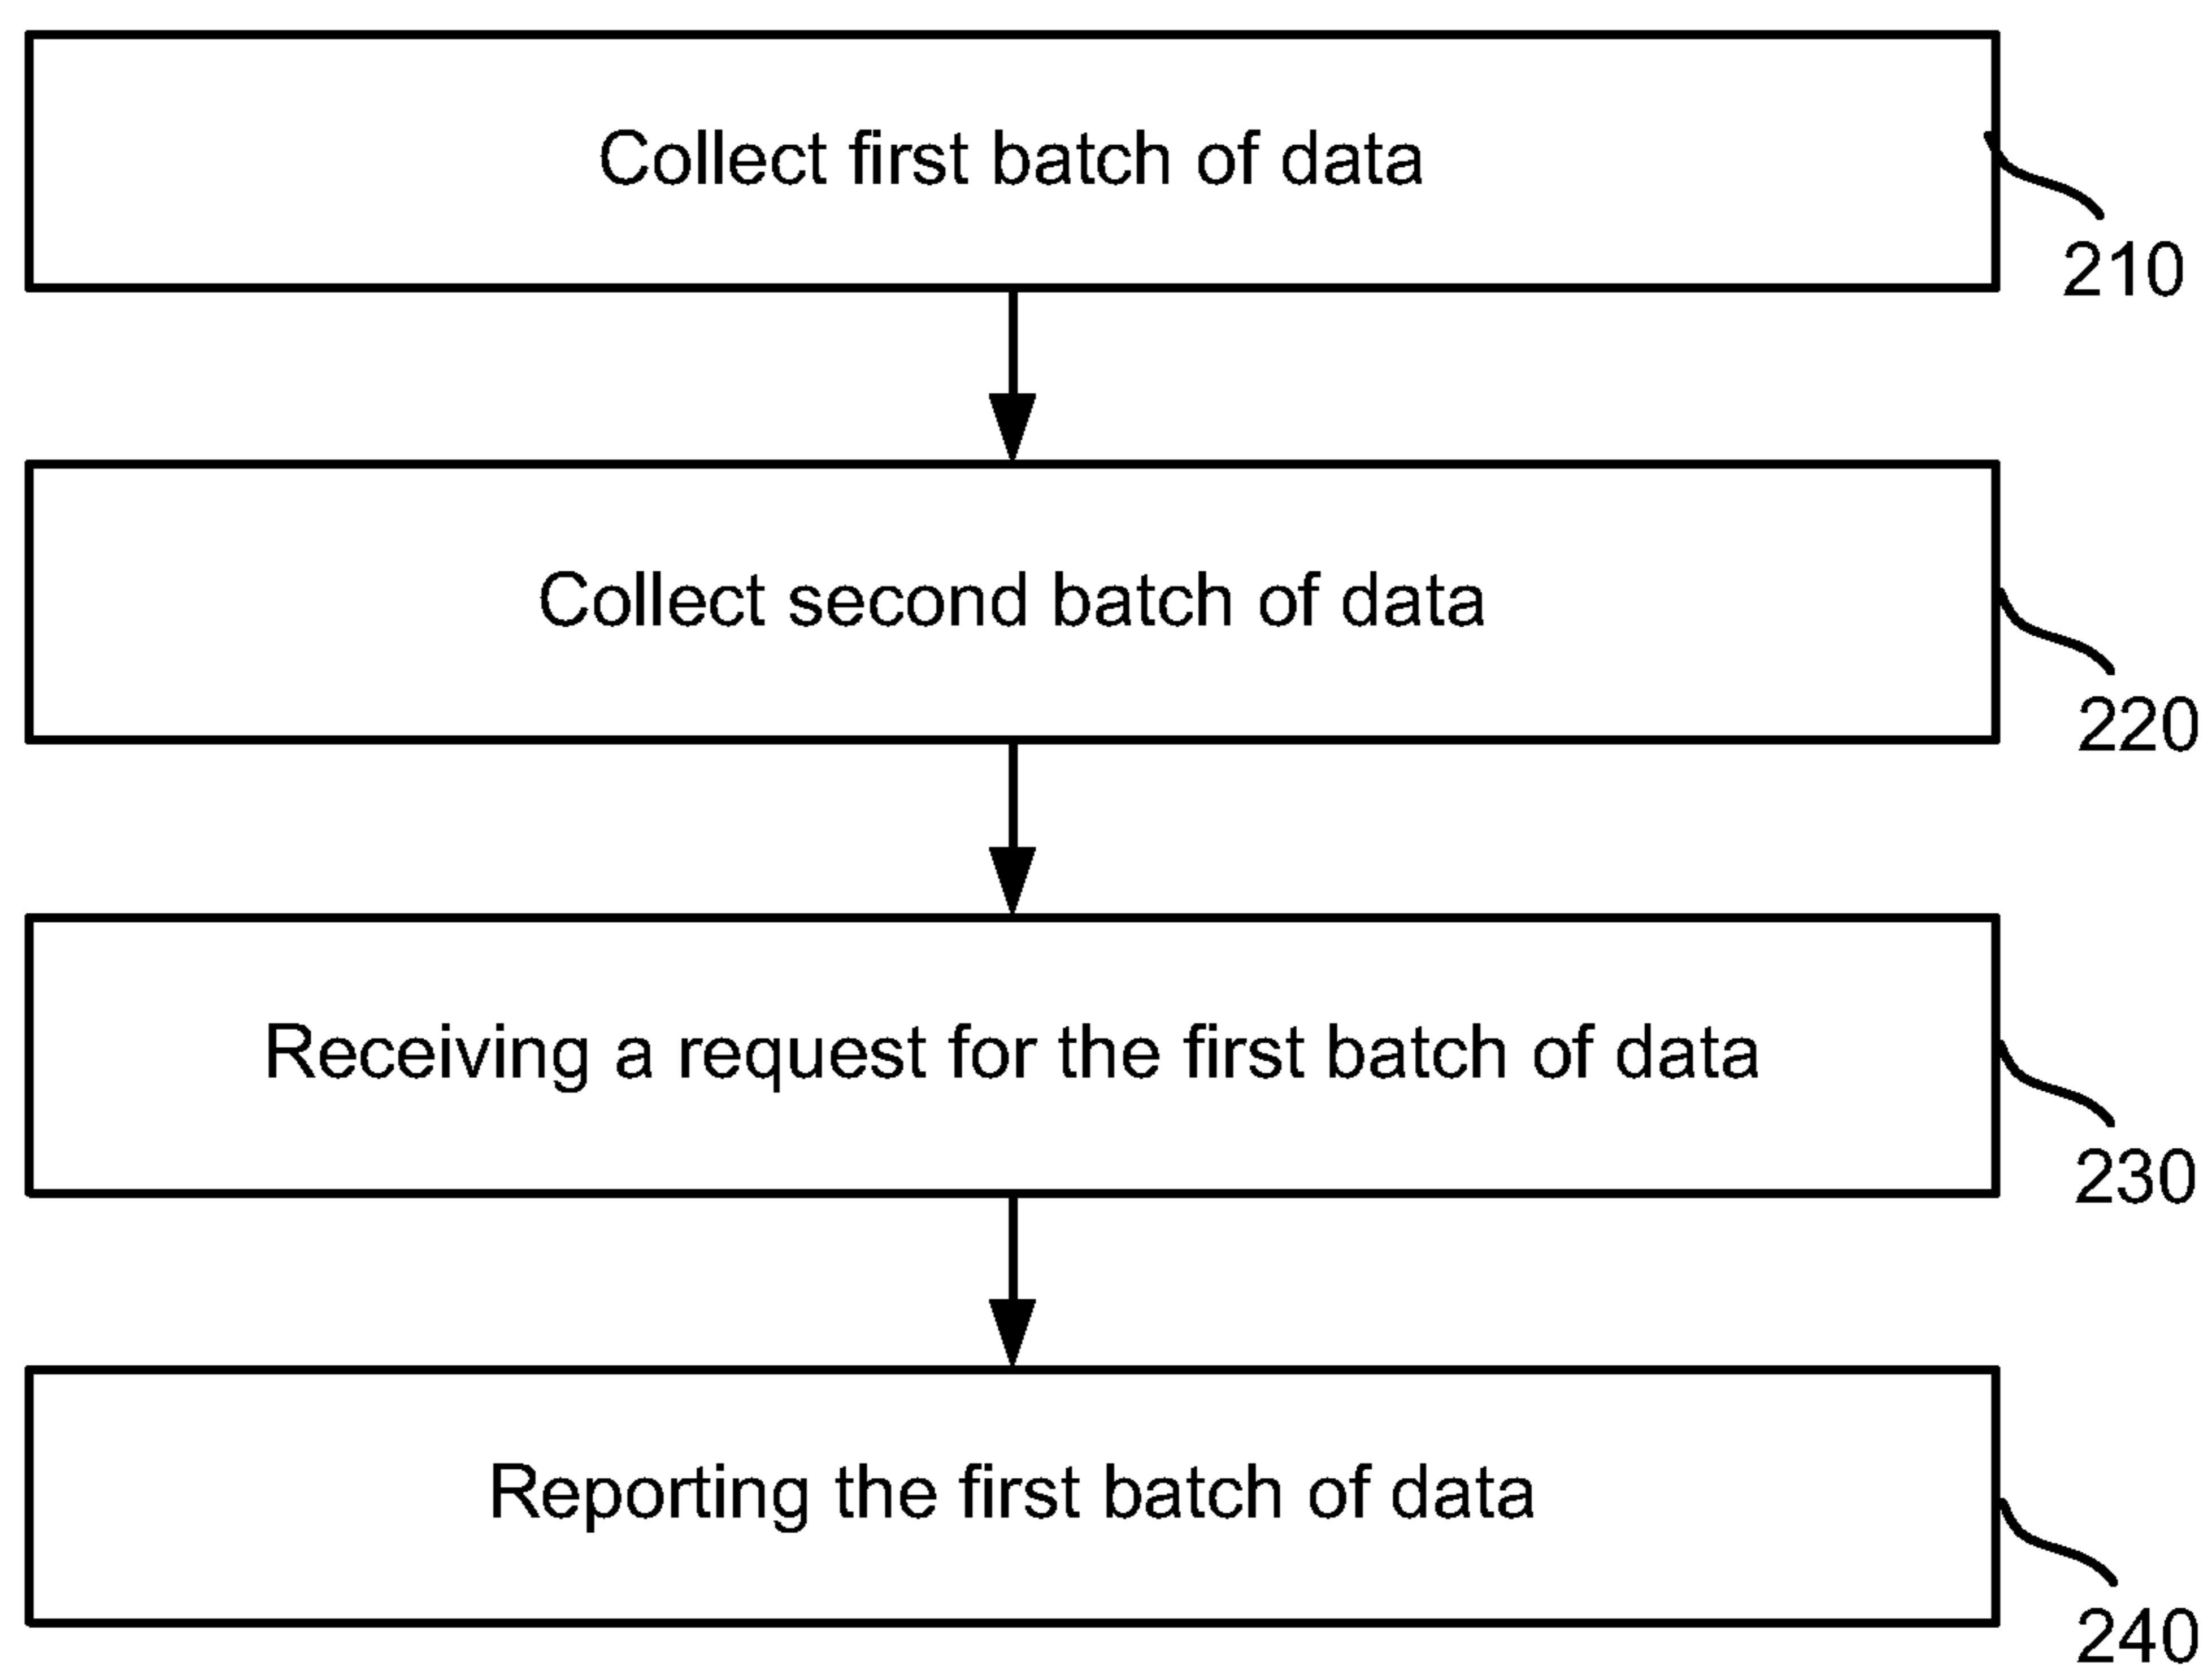 Collect first batch of data
210
Collect second batch of data
220
Receiving a request for the first batch of data
230
Reporting the first batch of data
240